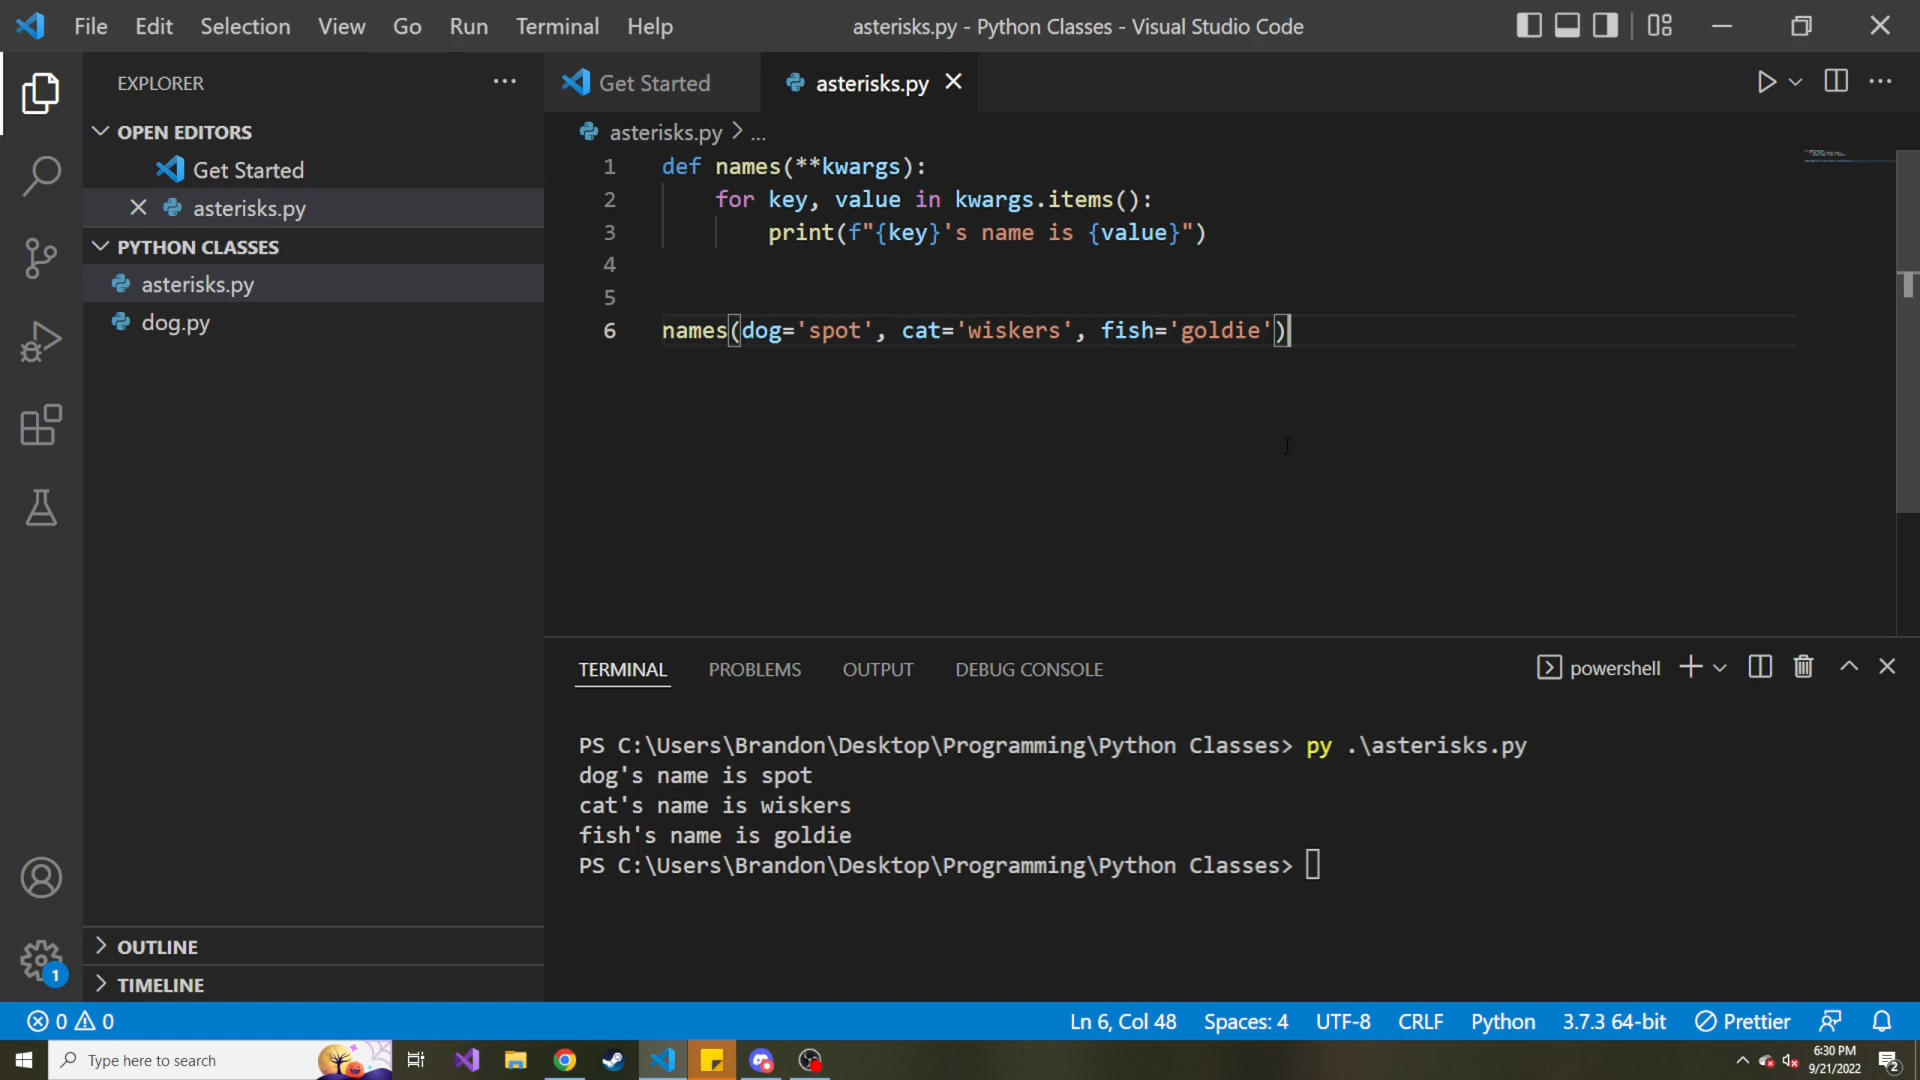 File Edit Selection View Go Run Terminal Help asterisks.py - Python Classes - Visual Studio Code
EXPLORER ...
OPEN EDITORS
Get Started
asterisks.py
PYTHON CLASSES
asterisks.py
dog.py
OUTLINE
TIMELINE
Get Started asterisks.py
asterisks.py > ...
1 def names(**kwargs):
2 for key, value in kwargs.items():
3 print(f"{key}'s name is {value}")
4
5
6 names(dog='spot', cat='wiskers', fish='goldie')
TERMINAL PROBLEMS OUTPUT DEBUG CONSOLE powershell
PS C:\Users\Brandon\Desktop\Programming\Python Classes> py .\asterisks.py
dog's name is spot
cat's name is wiskers
fish's name is goldie
PS C:\Users\Brandon\Desktop\Programming\Python Classes>
1
0 0 Ln 6, Col 48 Spaces: 4 UTF-8 CRLF Python 3.7.3 64-bit Prettier
Type here to search
6:30 PM
9/21/2022
2